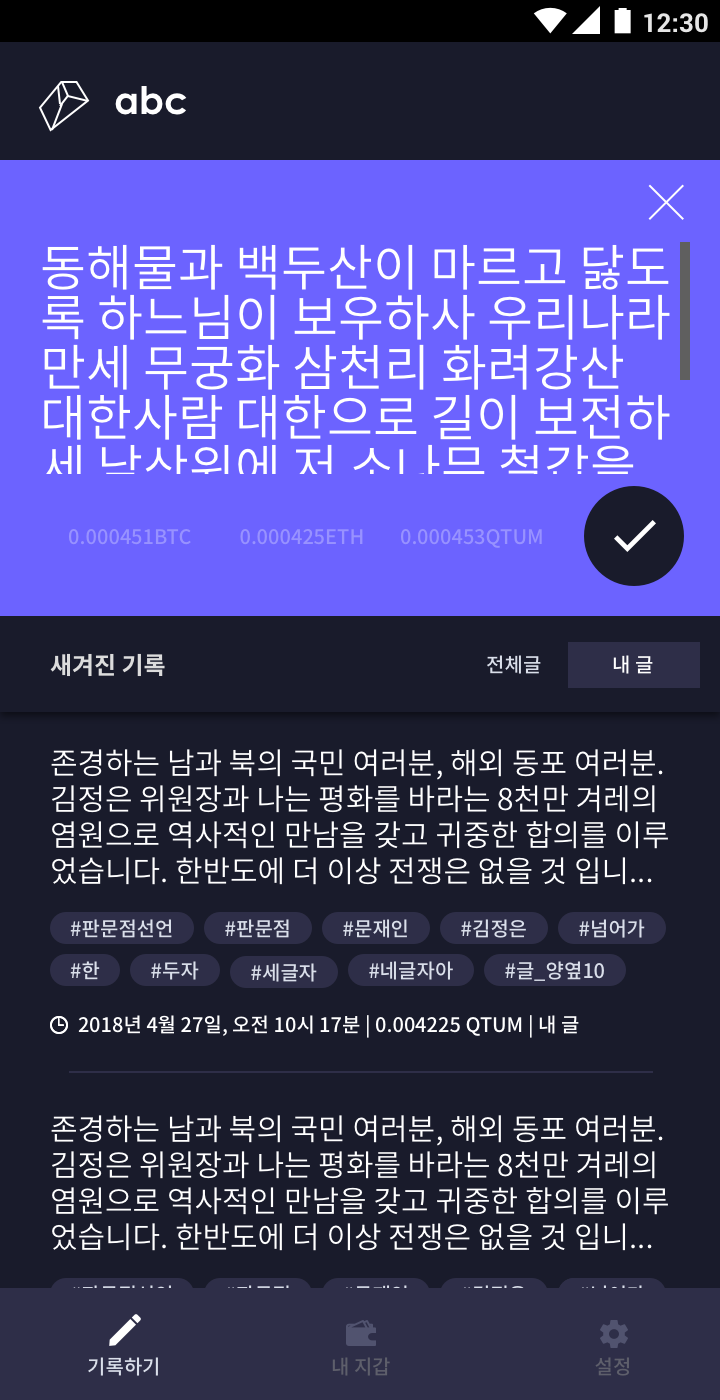 12:30
abc
동해물과 백두산이 마르고 닳도
록 하느님이 보우하사 우리나라
만세 무궁화 삼천리 화려강산
대한사람 대한으로 길이 보전하
세 남산위에 저 소나무 철갑을
0.000451BTC 0.000425ETH 0.000453QTUM
새겨진 기록 전체글 내 글
존경하는 남과 북의 국민 여러분, 해외 동포 여러분.
김정은 위원장과 나는 평화를 바라는 8천만 겨레의
염원으로 역사적인 만남을 갖고 귀중한 합의를 이루
었습니다. 한반도에 더 이상 전쟁은 없을 것 입니...
#판문점선언 #판문점 #문재인 #김정은 #넘어가
#한 #두자 #세글자 #네글자아 #글_양옆10
2018년 4월 27일, 오전 10시 17분 | 0.004225 QTUM | 내 글
존경하는 남과 북의 국민 여러분, 해외 동포 여러분.
김정은 위원장과 나는 평화를 바라는 8천만 겨레의
염원으로 역사적인 만남을 갖고 귀중한 합의를 이루
었습니다. 한반도에 더 이상 전쟁은 없을 것 입니...
기록하기 내 지갑 설정